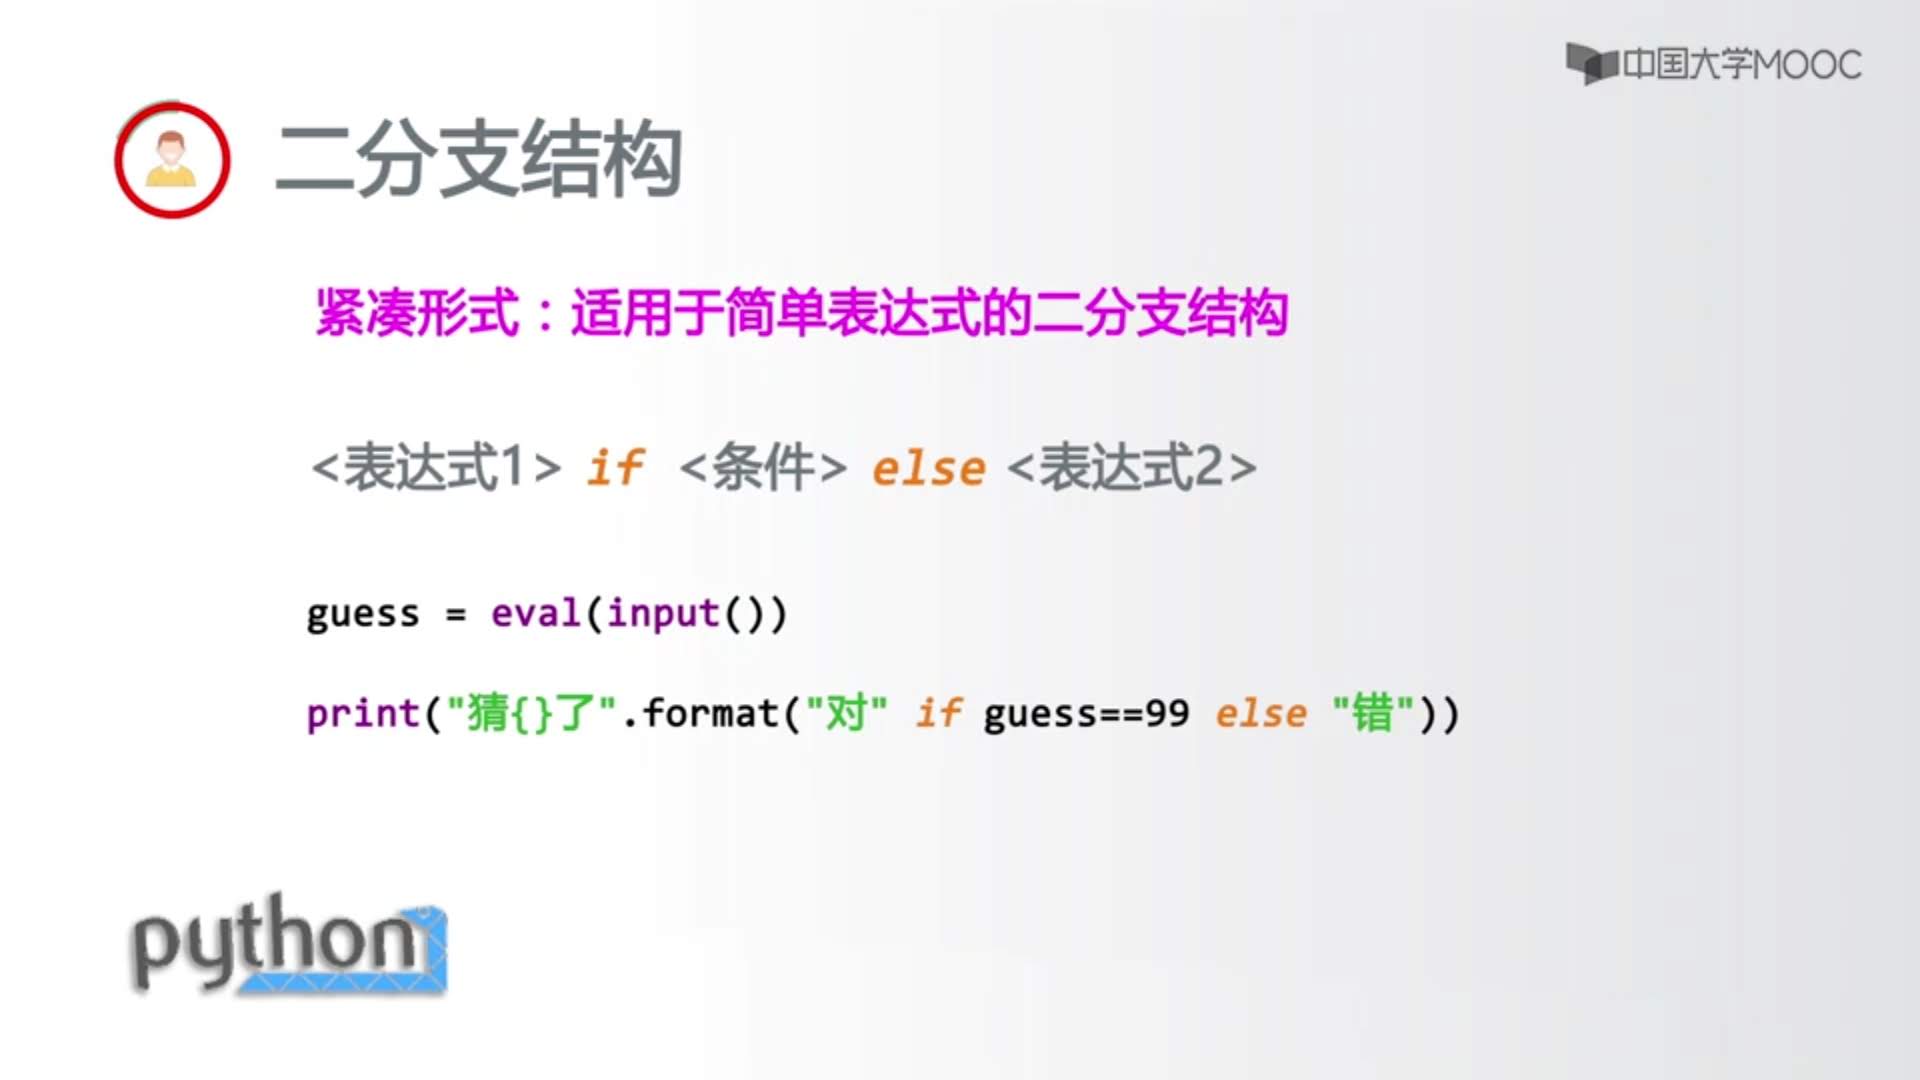 中国大学MOOC
二分支结构
紧凑形式：适用于简单表达式的二分支结构
<表达式1> if <条件> else <表达式2>
guess = eval(input())
print("猜{}了".format("对" if guess==99 else "错"))
python